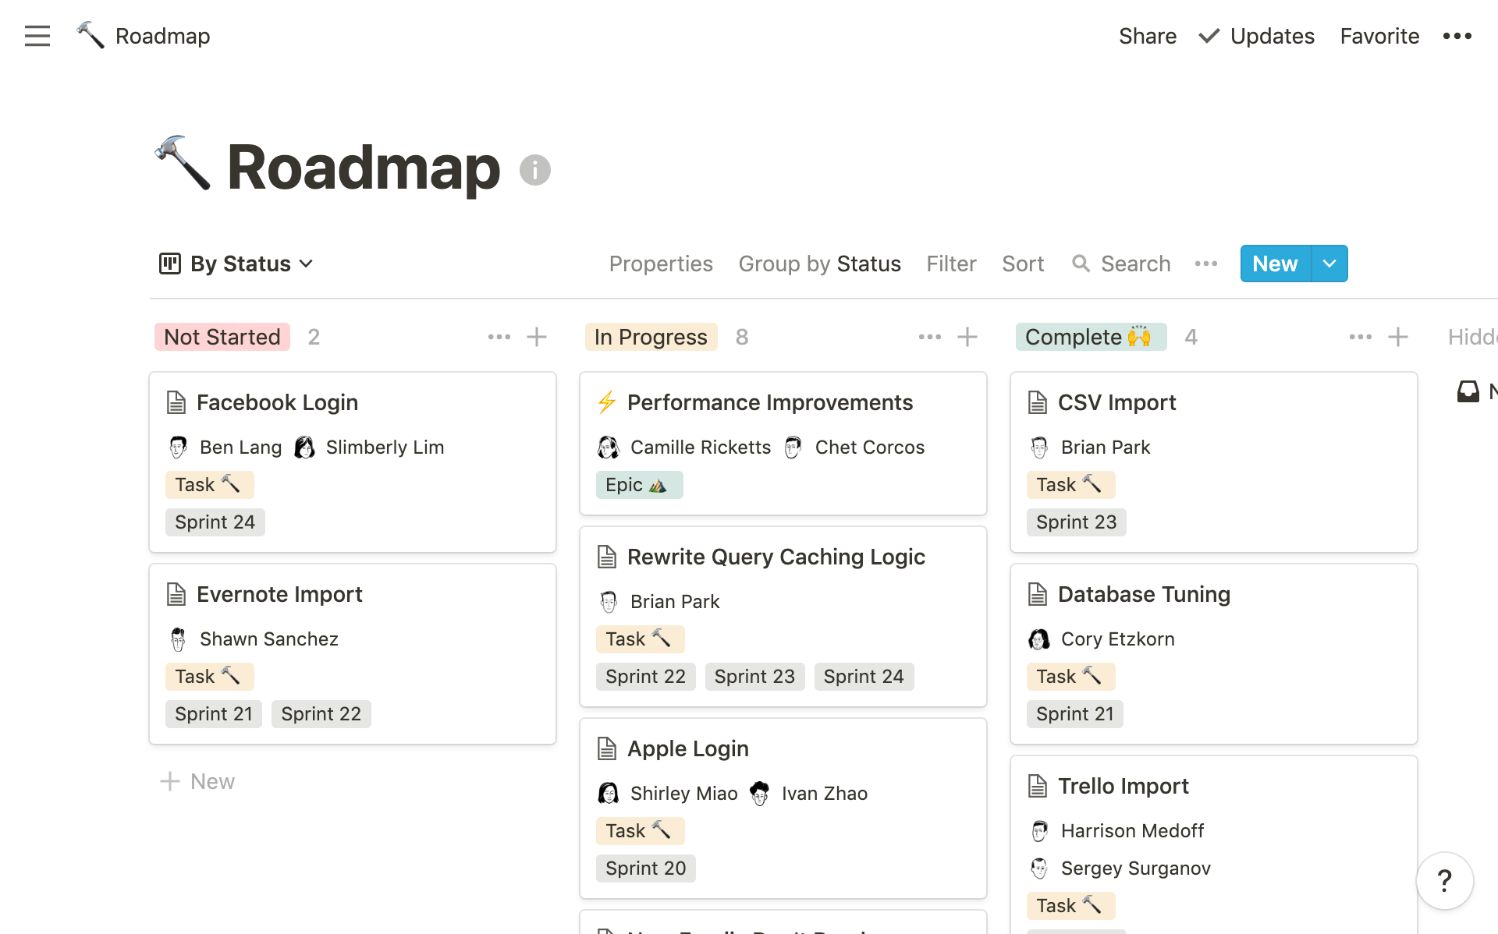 Roadmap
Share Updates Favorite
Roadmap
By Status Properties Group by Status Filter Sort Search New
Not Started 2
Facebook Login
Ben Lang Slimberly Lim
Task
Sprint 24
Evernote Import
Shawn Sanchez
Task
Sprint 21 Sprint 22
New
In Progress 8
Performance Improvements
Camille Ricketts Chet Corcos
Epic
Rewrite Query Caching Logic
Brian Park
Task
Sprint 22 Sprint 23 Sprint 24
Apple Login
Shirley Miao Ivan Zhao
Task
Sprint 20
Complete 4
CSV Import
Brian Park
Task
Sprint 23
Database Tuning
Cory Etzkorn
Task
Sprint 21
Trello Import
Harrison Medoff
Sergey Surganov
Task
?